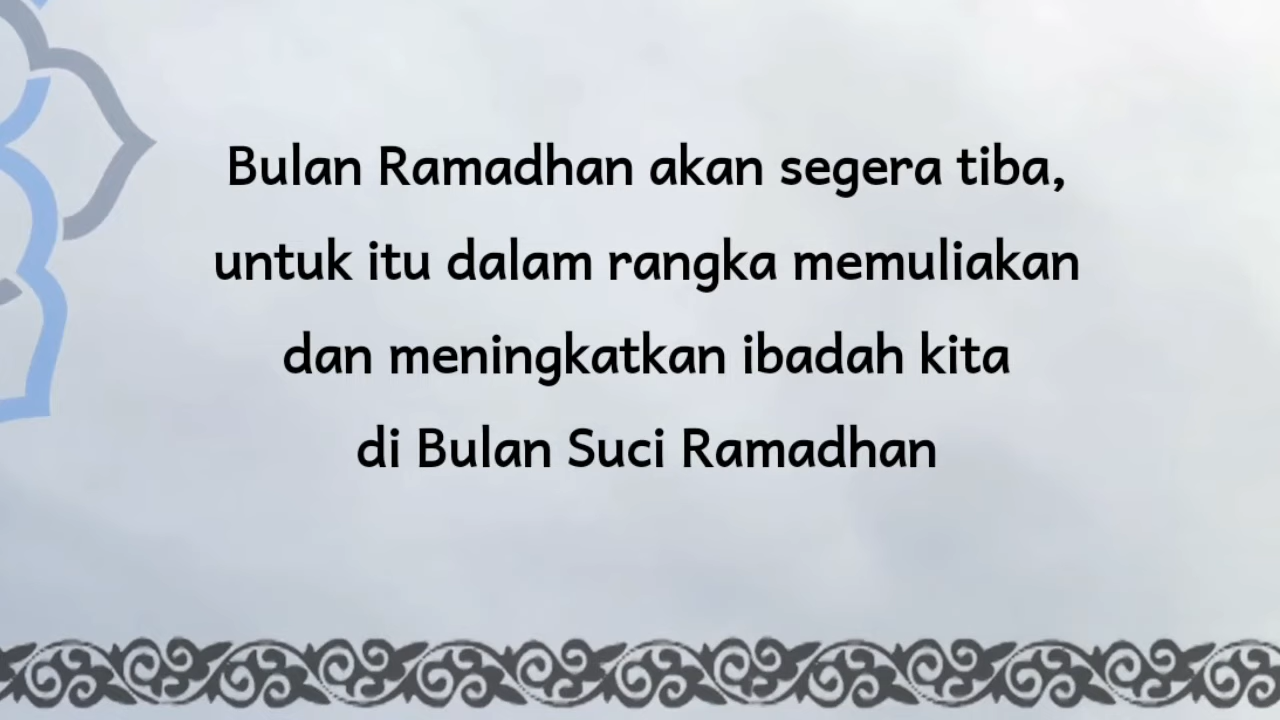 Bulan Ramadhan akan segera tiba,
untuk itu dalam rangka memuliakan
dan meningkatkan ibadah kita
di Bulan Suci Ramadhan